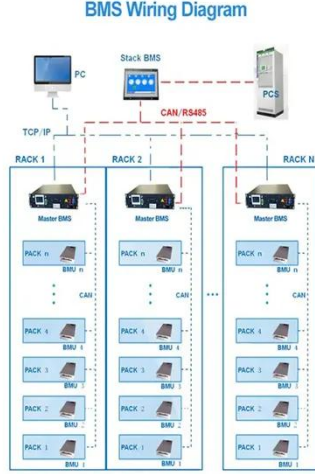 BMS Wiring Diagram
PC
Stack BMS
PCS
CAN/RS485
TCP/IP
RACK 1
RACK 2
RACK N
Master BMS
Master BMS
Master BMS
PACK n
BMU n
PACK n
BMU n
PACK n
BMU n
CAN
CAN
CAN
PACK 4
BMU 4
PACK 4
BMU 4
PACK 4
BMU 4
PACK 3
BMU 3
PACK 3
BMU 3
PACK 3
BMU 3
PACK 2
BMU 2
PACK 2
BMU 2
PACK 2
BMU 2
PACK 1
BMU 1
PACK 1
BMU 1
PACK 1
BMU 1